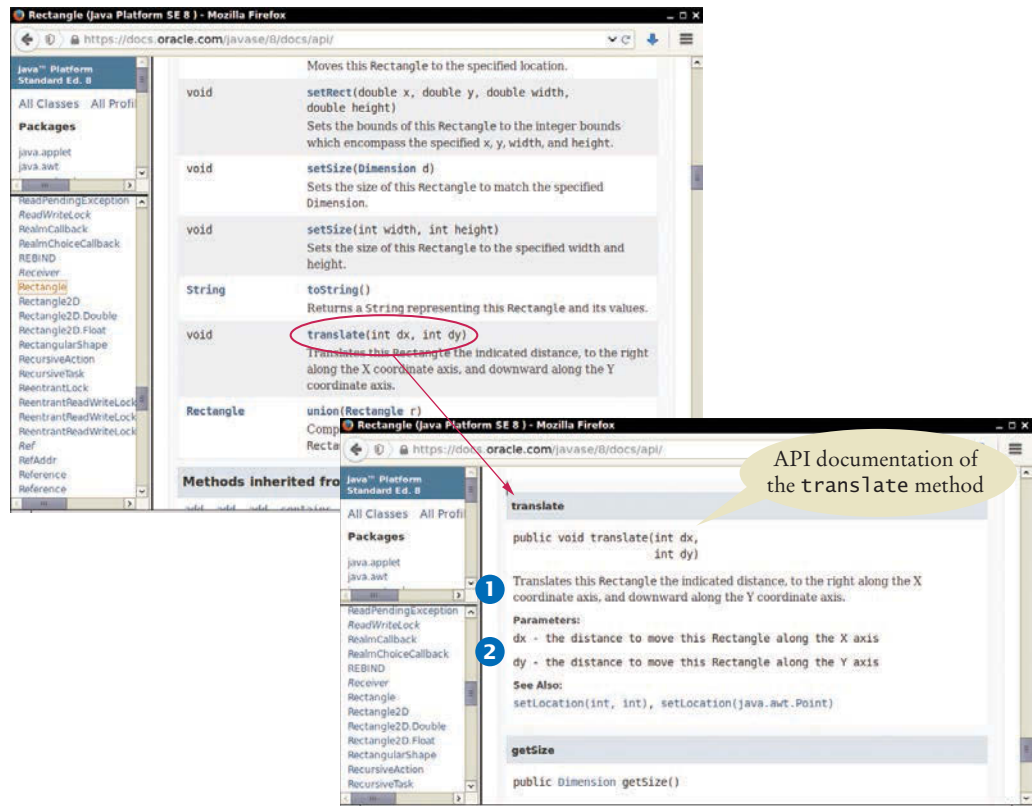 Rectangle (Java Platform SE 8 ) - Mozilla Firefox
https://docs.oracle.com/javase/8/docs/api/
Java™ Platform
Standard Ed. 8
All Classes All Profi
Packages
java.applet
java.awt
ReadPendingException
ReadWriteLock
RealmCallback
RealmChoiceCallback
REBIND
Receiver
Rectangle
Rectangle2D
Rectangle2D.Double
Rectangle2D.Float
RectangularShape
RecursiveAction
RecursiveTask
ReentrantLock
ReentrantReadWriteLock
ReentrantReadWriteLock
ReentrantReadWriteLock
Ref
RefAddr
Reference
Reference
Moves this Rectangle to the specified location.
void setRect(double x, double y, double width,
double height)
Sets the bounds of this Rectangle to the integer bounds
which encompass the specified x, y, width, and height.
void setSize(Dimension d)
Sets the size of this Rectangle to match the specified
Dimension.
void setSize(int width, int height)
Sets the size of this Rectangle to the specified width and
height.
String toString()
Returns a String representing this Rectangle and its values.
void translate(int dx, int dy)
Translates this Rectangle the indicated distance, to the right
along the X coordinate axis, and downward along the Y
coordinate axis.
Rectangle union(Rectangle r)
Comp
Recta
Methods inherited fro
add, add, add, contains
Rectangle (Java Platform SE 8 ) - Mozilla Firefox
https://docs.oracle.com/javase/8/docs/api/
Java™ Platform
Standard Ed. 8
All Classes All Profi
Packages
java.applet
java.awt
ReadPendingException
ReadWriteLock
RealmCallback
RealmChoiceCallback
REBIND
Receiver
Rectangle
Rectangle2D
Rectangle2D.Double
Rectangle2D.Float
RectangularShape
RecursiveAction
RecursiveTask
API documentation of
the translate method
translate
public void translate(int dx,
int dy)
1
Translates this Rectangle the indicated distance, to the right along the X
coordinate axis, and downward along the Y coordinate axis.
Parameters:
2
dx - the distance to move this Rectangle along the X axis
dy - the distance to move this Rectangle along the Y axis
See Also:
setLocation(int, int), setLocation(java.awt.Point)
getSize
public Dimension getSize()